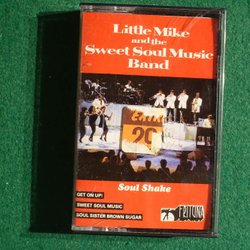 Little Mike
and the
Sweet Soul Music
Band
20
Soul Shake
GET ON UP!
SWEET SOUL MUSIC
SOUL SISTER BROWN SUGAR